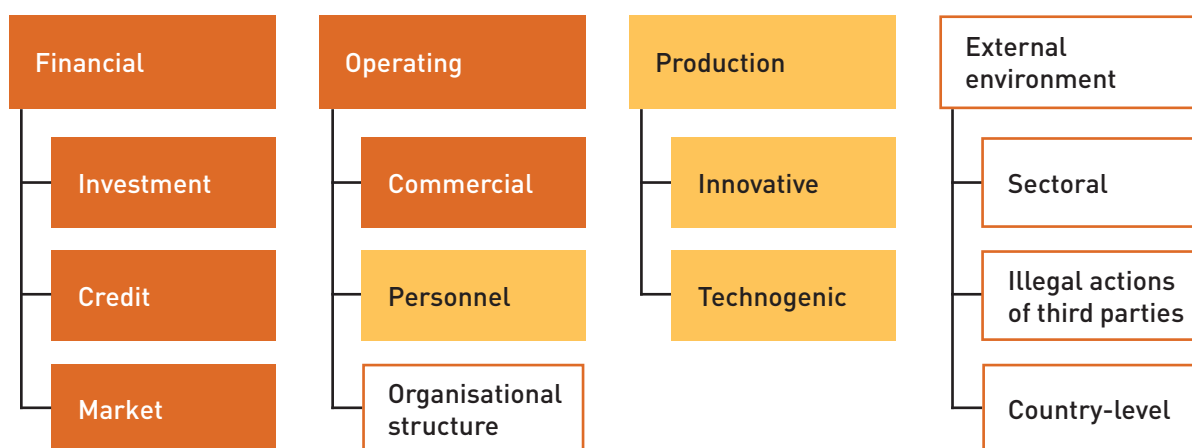 Financial
Investment
Credit
Market
Operating
Commercial
Personnel
Organisational
structure
Production
Innovative
Technogenic
External
environment
Sectoral
Illegal actions
of third parties
Country-level